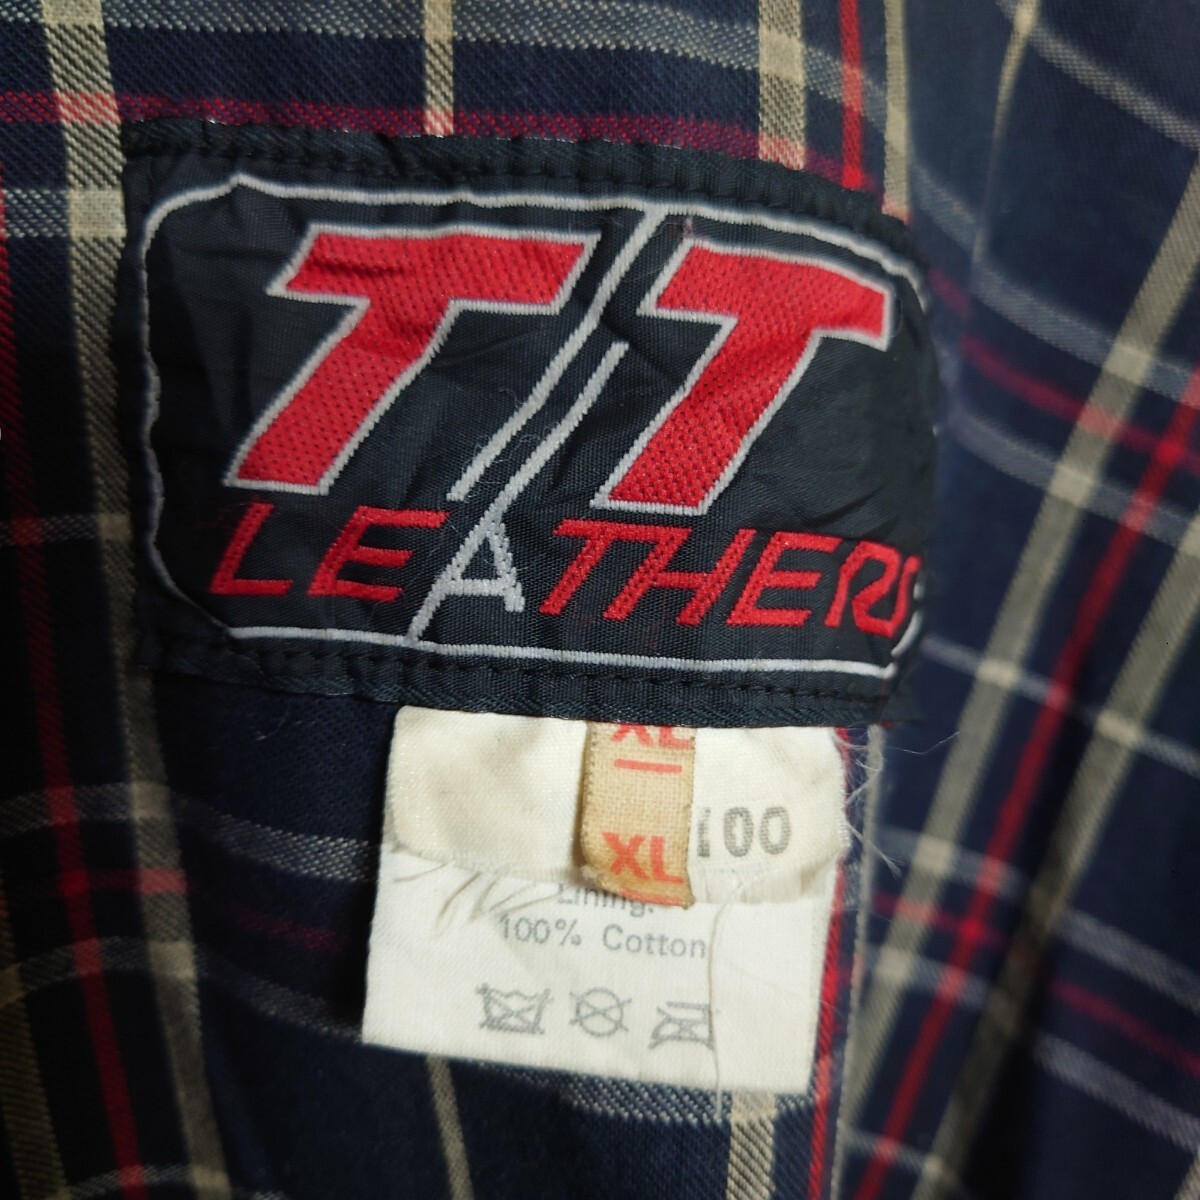 TT
LEATHERS
XL
XL
100
Lining:
100% Cotton